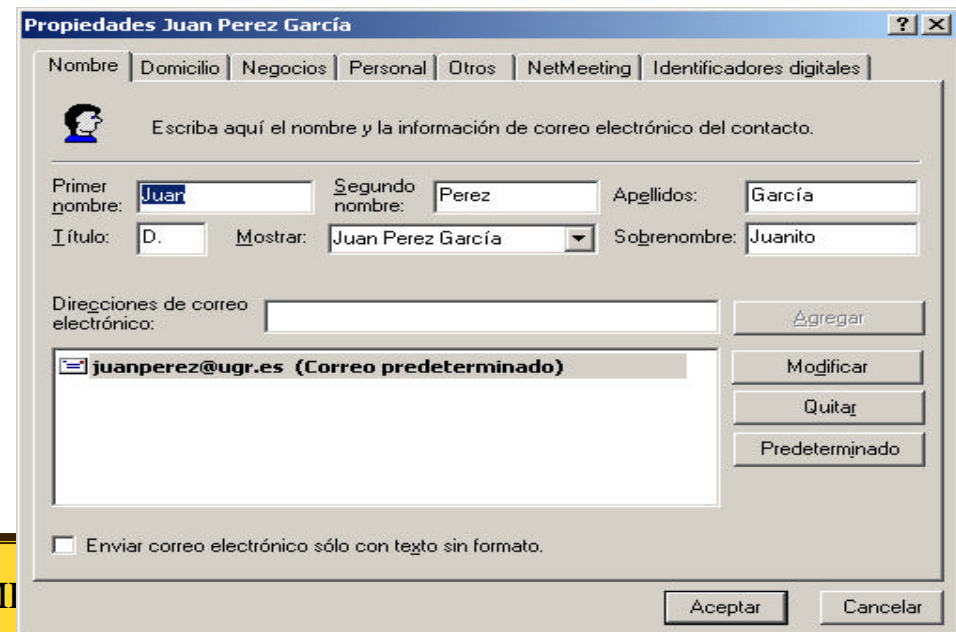 Propiedades Juan Perez García
Nombre Domicilio Negocios Personal Otros NetMeeting Identificadores digitales
Escriba aquí el nombre y la información de correo electrónico del contacto.
Primer nombre: Juan Segundo nombre: Perez Apellidos: García
Título: D. Mostrar: Juan Perez García Sobrenombre: Juanito
Direcciones de correo electrónico: Agregar
juanperez@ugr.es (Correo predeterminado) Modificar
Quitar
Predeterminado
Enviar correo electrónico sólo con texto sin formato.
Aceptar Cancelar